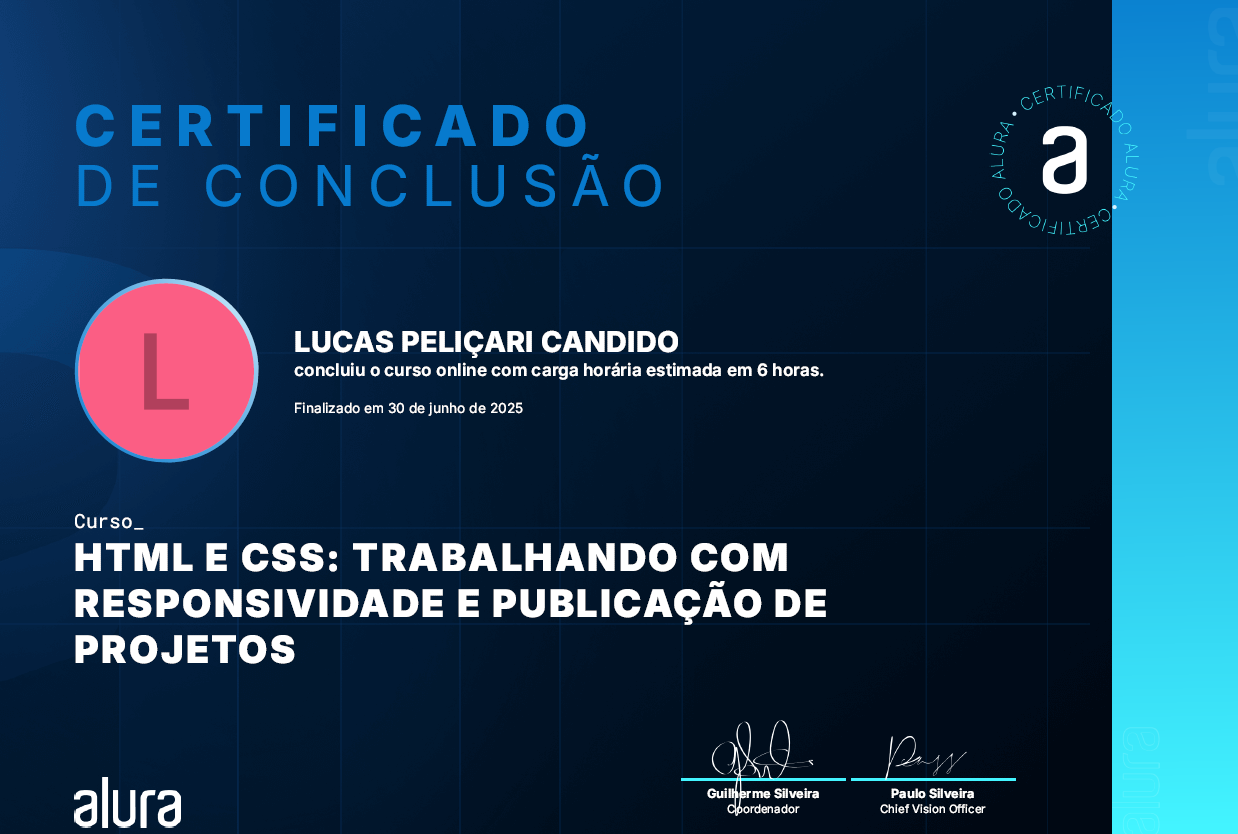 CERTIFICADO
DE CONCLUSÃO
CERTIFICADO ALURA • CERTIFICADO ALURA •
a
L
LUCAS PELIÇARI CANDIDO
concluiu o curso online com carga horária estimada em 6 horas.
Finalizado em 30 de junho de 2025
Curso_
HTML E CSS: TRABALHANDO COM
RESPONSIVIDADE E PUBLICAÇÃO DE
PROJETOS
Guilherme Silveira
Coordenador
Paulo Silveira
Chief Vision Officer
alura
alura
alura